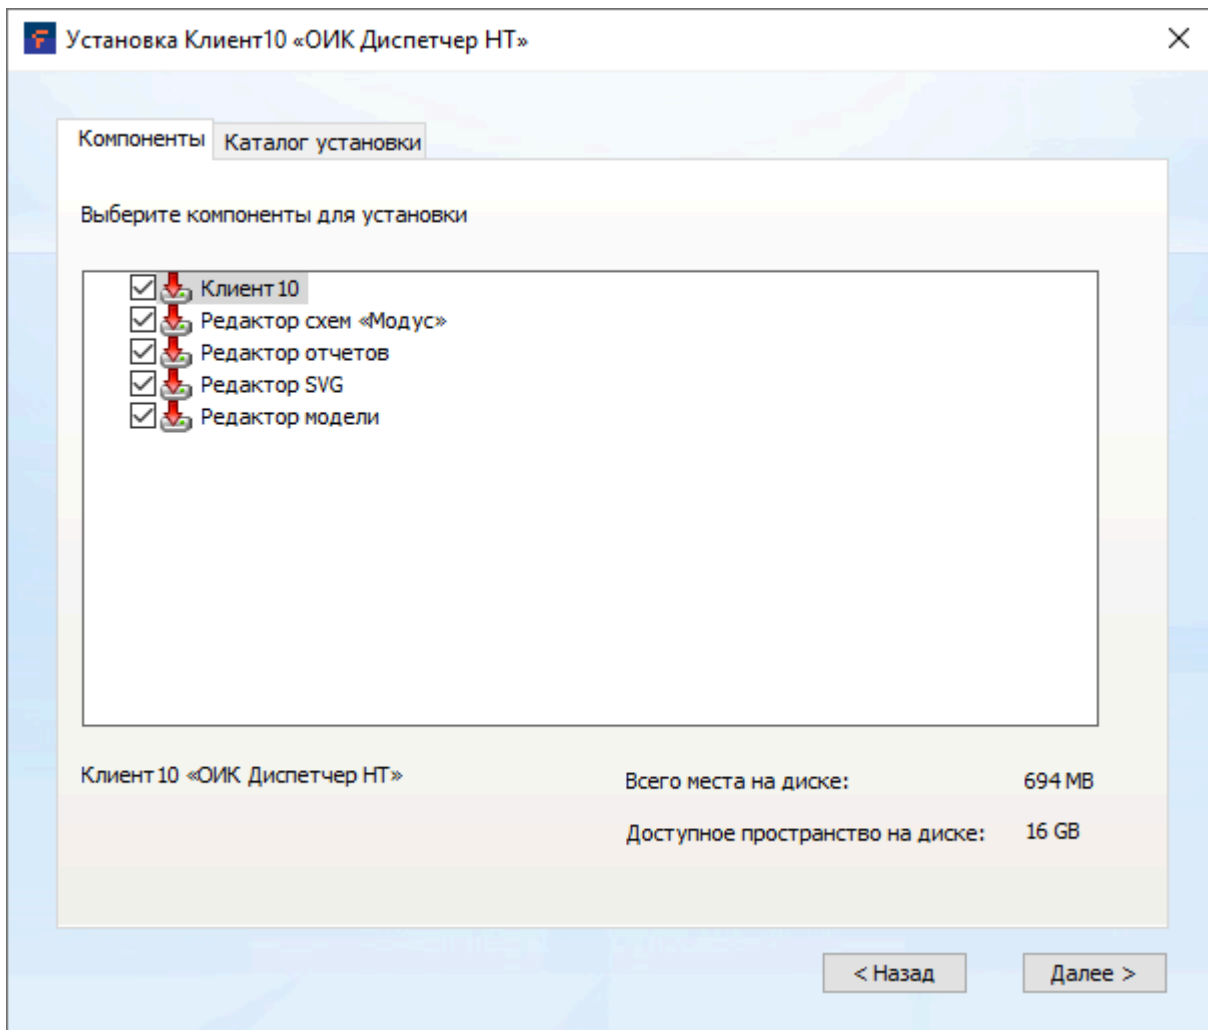 Установка Клиент10 «ОИК Диспетчер НТ»
Компоненты
Каталог установки
Выберите компоненты для установки
Клиент10
Редактор схем «Модус»
Редактор отчетов
Редактор SVG
Редактор модели
Клиент10 «ОИК Диспетчер НТ»
Всего места на диске: 694 MB
Доступное пространство на диске: 16 GB
< Назад
Далее >